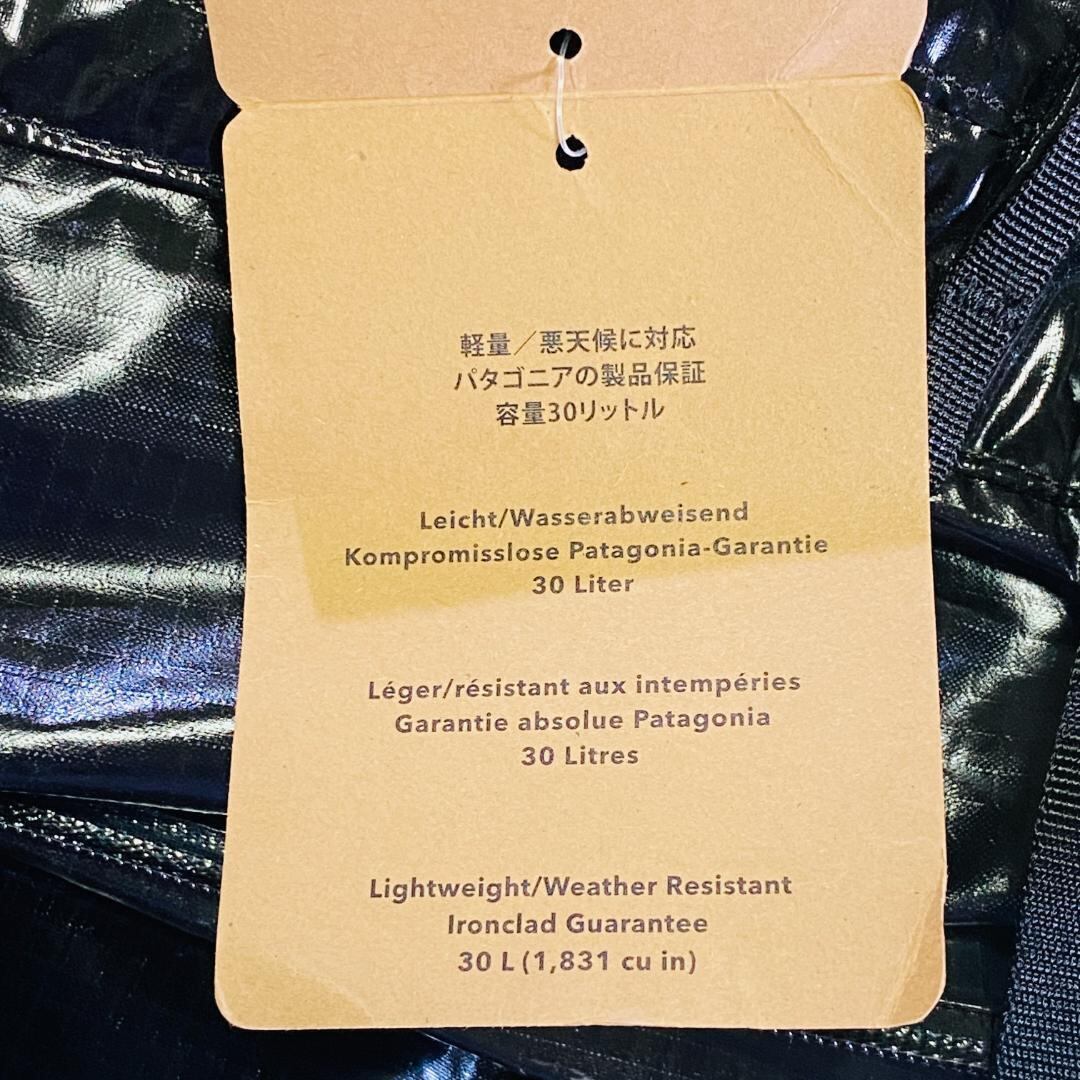 軽量／悪天候に対応
パタゴニアの製品保証
容量30リットル
Leicht/Wasserabweisend
Kompromisslose Patagonia-Garantie
30 Liter
Léger/résistant aux intempéries
Garantie absolue Patagonia
30 Litres
Lightweight/Weather Resistant
Ironclad Guarantee
30 L (1,831 cu in)